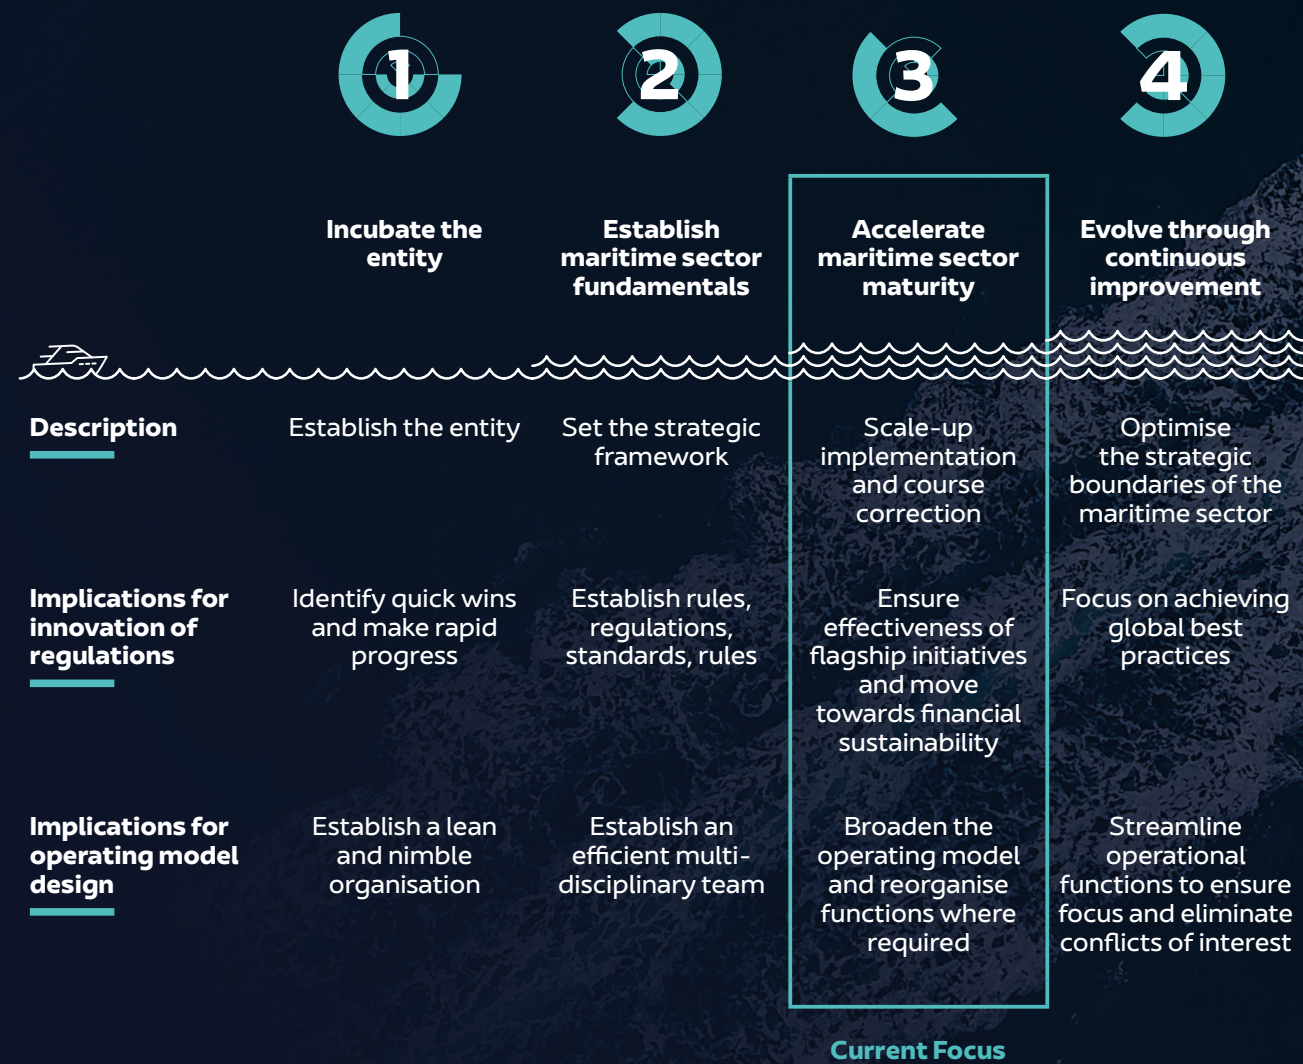 1
2
3
4
Incubate the
entity
Establish
maritime sector
fundamentals
Accelerate
maritime sector
maturity
Evolve through
continuous
improvement
Description
Establish the entity
Set the strategic
framework
Scale-up
implementation
and course
correction
Optimise
the strategic
boundaries of the
maritime sector
Implications for
innovation of
regulations
Identify quick wins
and make rapid
progress
Establish rules,
regulations,
standards, rules
Ensure
effectiveness of
flagship initiatives
and move
towards financial
sustainability
Focus on achieving
global best
practices
Implications for
operating model
design
Establish a lean
and nimble
organisation
Establish an
efficient multi-
disciplinary team
Broaden the
operating model
and reorganise
functions where
required
Streamline
operational
functions to ensure
focus and eliminate
conflicts of interest
Current Focus